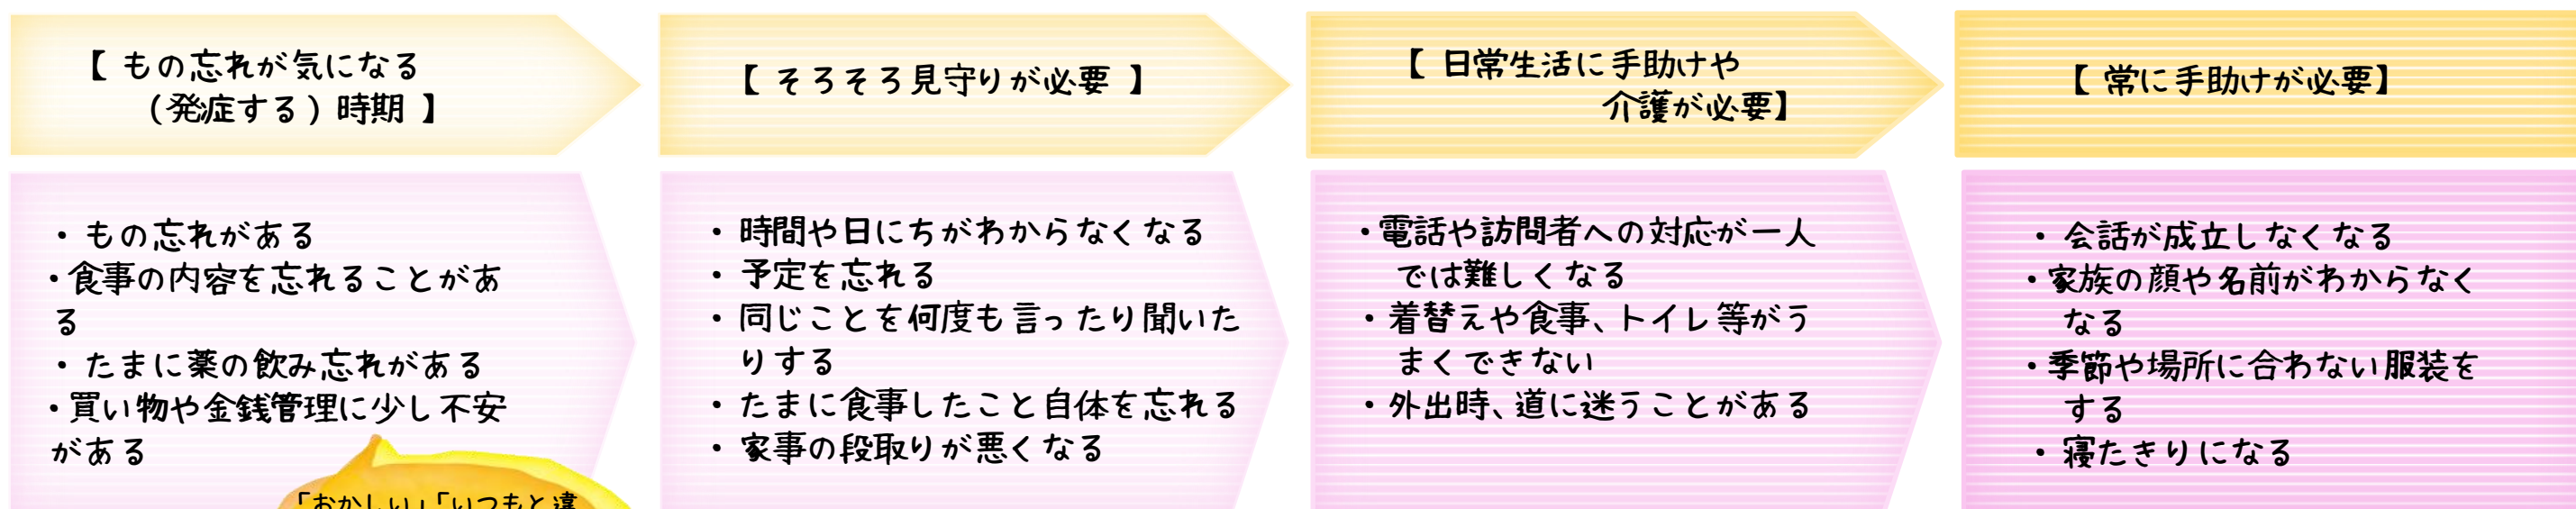 【 もの忘れが気になる
（発症する）時期 】
・ もの忘れがある
・食事の内容を忘れることがあ
る
・ たまに薬の飲み忘れがある
・買い物や金銭管理に少し不安
がある
「おかしい」「いつもと違
【 そろそろ見守りが必要 】
・ 時間や日にちがわからなくなる
・ 予定を忘れる
・ 同じことを何度も言ったり聞いた
りする
・ たまに食事したこと自体を忘れる
・ 家事の段取りが悪くなる
【 日常生活に手助けや
介護が必要】
・電話や訪問者への対応が一人
では難しくなる
・ 着替えや食事、トイレ等がう
まくできない
・ 外出時、道に迷うことがある
【 常に手助けが必要】
・ 会話が成立しなくなる
・家族の顔や名前がわからなく
なる
・季節や場所に合わない服装を
する
・ 寝たきりになる